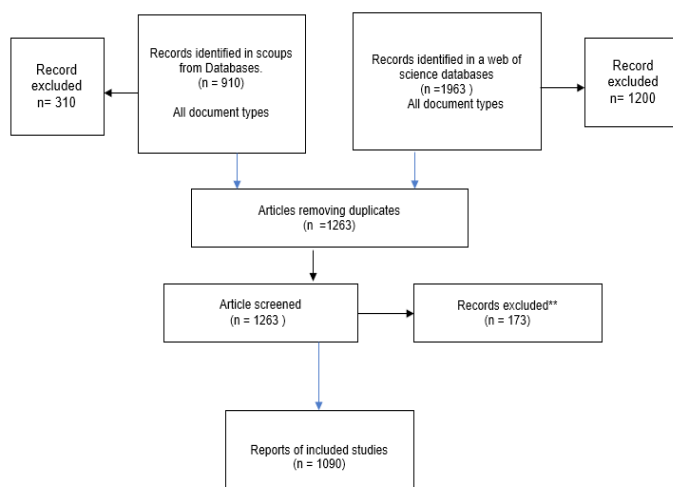 Record
excluded
n= 310
Records identified in scoups
from Databases.
(n = 910)
All document types
Records identified in a web of
science databases
(n =1963 )
All document types
Record
excluded
n= 1200
Articles removing duplicates
(n =1263)
Article screened
(n = 1263 )
Records excluded**
(n = 173)
Reports of included studies
(n = 1090)